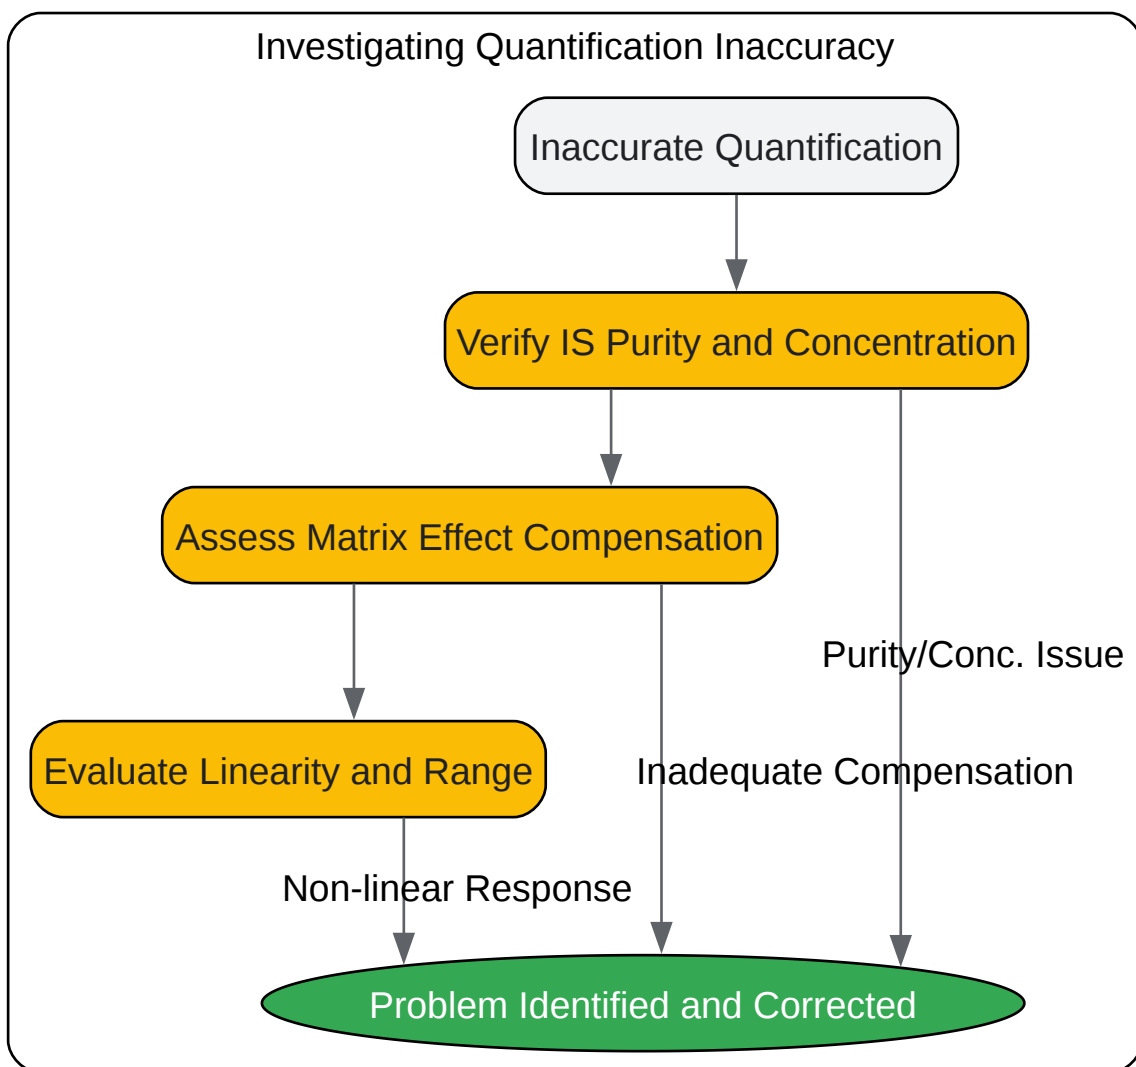 Investigating Quantification Inaccuracy
Inaccurate Quantification
Verify IS Purity and Concentration
Assess Matrix Effect Compensation
Purity/Conc. Issue
Evaluate Linearity and Range
Inadequate Compensation
Non-linear Response
Problem Identified and Corrected